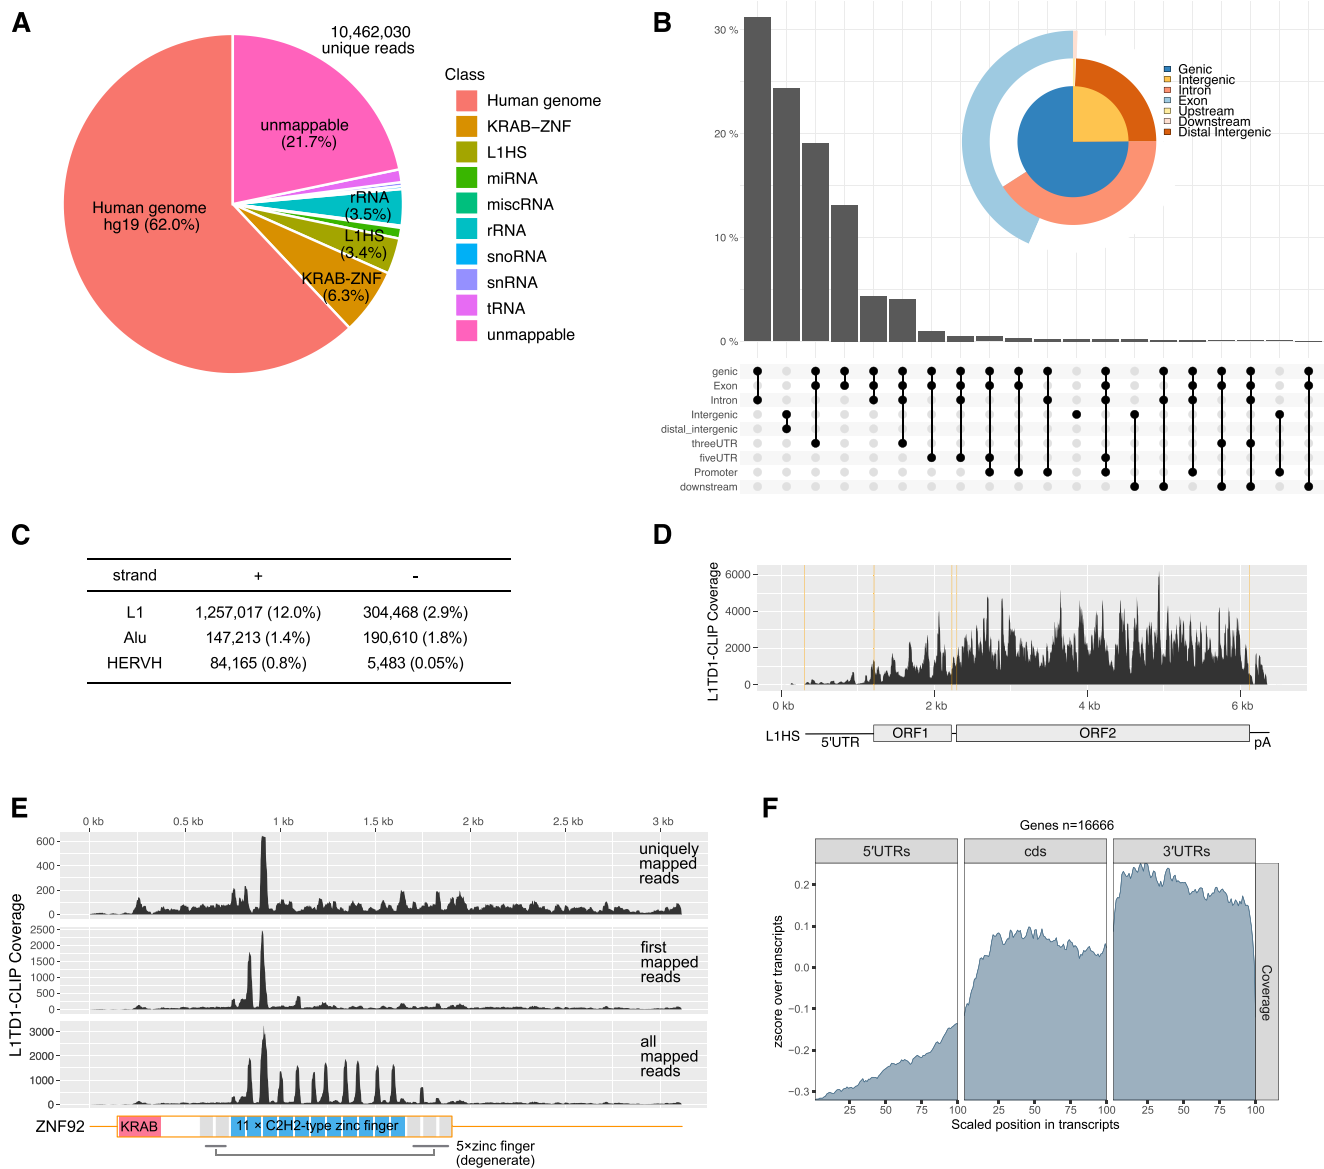 A
10,462,030
unique reads
unmappable
(21.7%)
Human genome
hg19 (62.0%)
rRNA
(3.5%)
L1HS
(3.4%)
KRAB-ZNF
(6.3%)
Class
Human genome
KRAB–ZNF
L1HS
miRNA
miscRNA
rRNA
snoRNA
snRNA
tRNA
unmappable
B
30 %
20 %
10 %
0 %
Genic
Intergenic
Intron
Exon
Upstream
Downstream
Distal Intergenic
genic
Exon
Intron
Intergenic
distal_intergenic
threeUTR
fiveUTR
Promoter
downstream
C
strand + -
L1 1,257,017 (12.0%) 304,468 (2.9%)
Alu 147,213 (1.4%) 190,610 (1.8%)
HERVH 84,165 (0.8%) 5,483 (0.05%)
D
L1TD1-CLIP Coverage
6000
4000
2000
0
0 kb 2 kb 4 kb 6 kb
L1HS 5'UTR ORF1 ORF2 pA
E
0 kb 0.5 kb 1 kb 1.5 kb 2 kb 2.5 kb 3 kb
L1TD1-CLIP Coverage
600
400
200
0
uniquely
mapped
reads
2500
2000
1500
1000
500
0
first
mapped
reads
3000
2000
1000
0
all
mapped
reads
ZNF92 KRAB 11 × C2H2-type zinc finger
5×zinc finger
(degenerate)
F
Genes n=16666
5'UTRs cds 3'UTRs
zscore over transcripts
0.2
0.1
0.0
−0.1
−0.2
−0.3
Coverage
25 50 75 100 25 50 75 100 25 50 75 100
Scaled position in transcripts